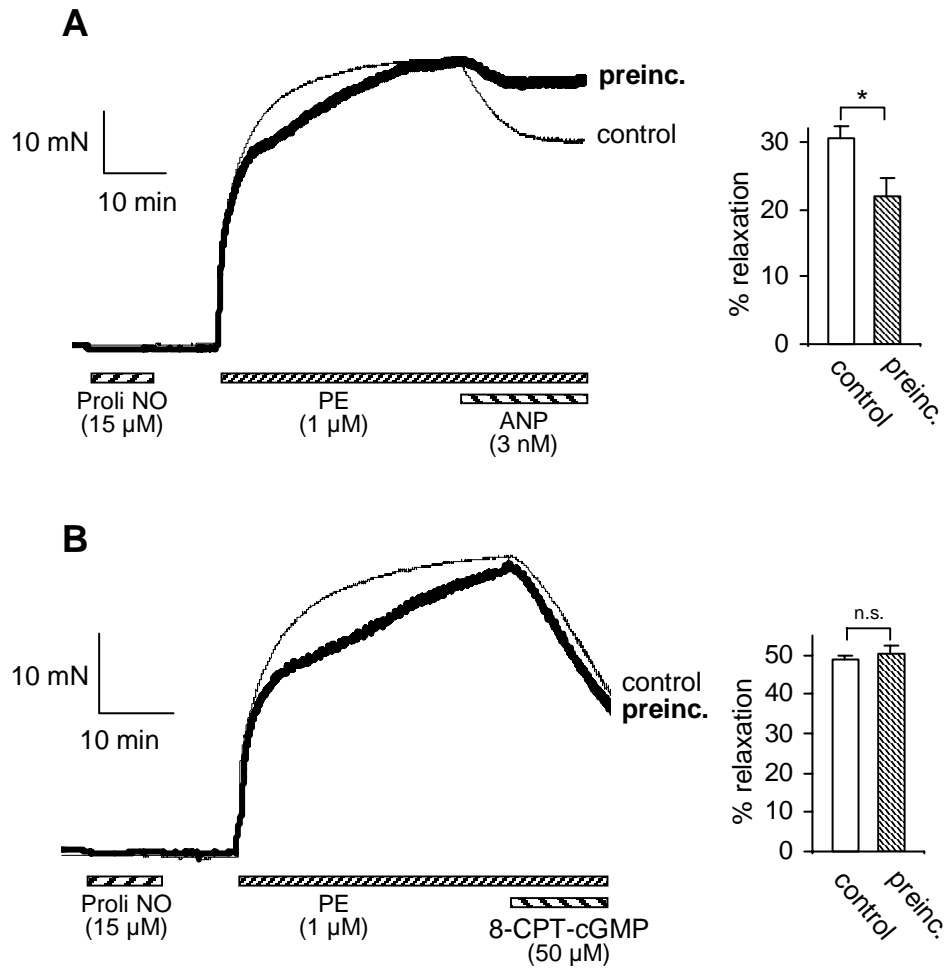 A
preinc.
control
10 mN
10 min
Proli NO
(15 µM)
PE
(1 µM)
ANP
(3 nM)
*
30
20
10
0
% relaxation
control
preinc.
B
control
preinc.
10 mN
10 min
Proli NO
(15 µM)
PE
(1 µM)
8-CPT-cGMP
(50 µM)
n.s.
50
40
30
20
10
0
% relaxation
control
preinc.